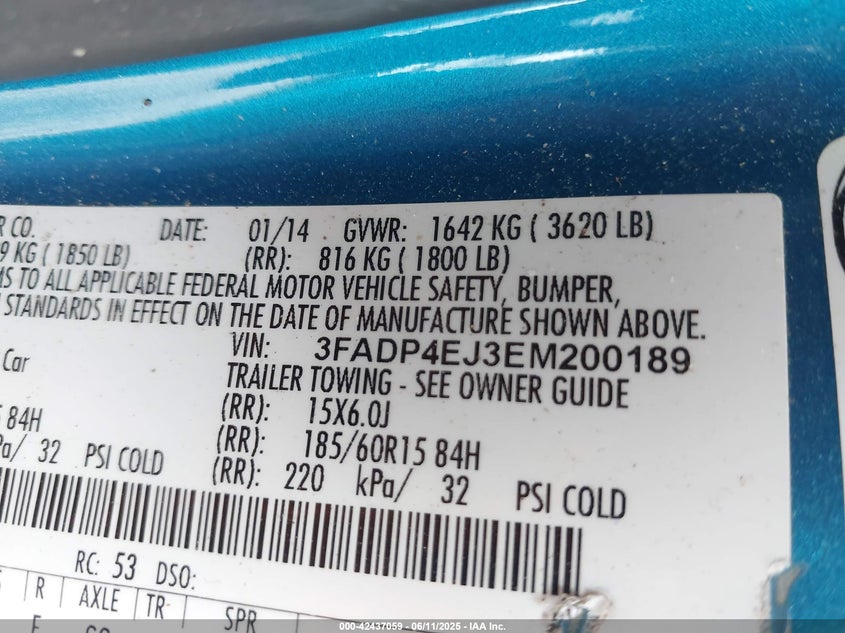 R CO. DATE: 01/14 GVWR: 1642 KG ( 3620 LB)
9 KG ( 1850 LB) (RR): 816 KG ( 1800 LB)
MS TO ALL APPLICABLE FEDERAL MOTOR VEHICLE SAFETY, BUMPER,
STANDARDS IN EFFECT ON THE DATE OF MANUFACTURE SHOWN ABOVE.
VIN: 3FADP4EJ3EM200189
Car TRAILER TOWING - SEE OWNER GUIDE
(RR): 15X6.0J
84H (RR): 185/60R15 84H
Pa/ 32 PSI COLD (RR): 220 kPa/ 32 PSI COLD
RC: 53 DSO:
R AXLE TR- SPR
000-42437059 - 06/11/2025 - IAA Inc.